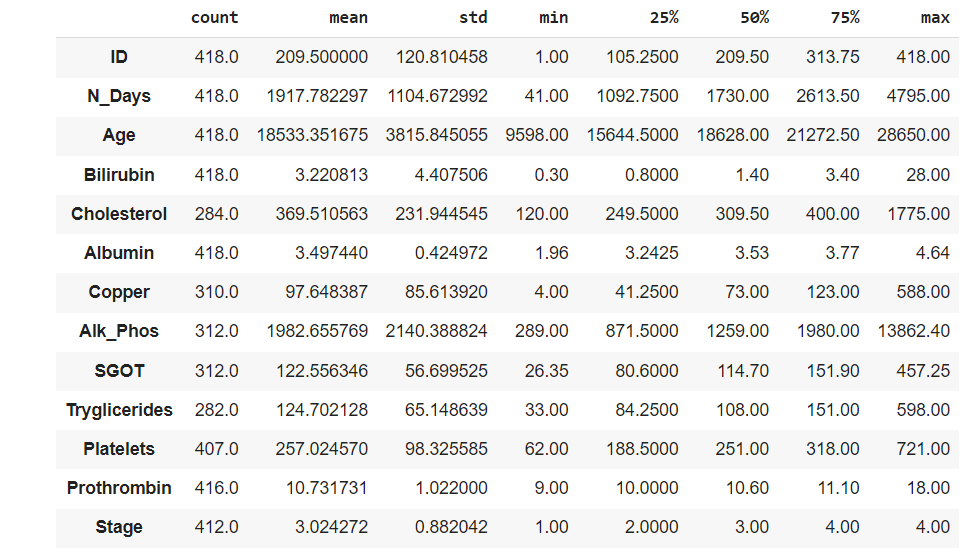 count mean std min 25% 50% 75% max
ID 418.0 209.500000 120.810458 1.00 105.2500 209.50 313.75 418.00
N_Days 418.0 1917.782297 1104.672992 41.00 1092.7500 1730.00 2613.50 4795.00
Age 418.0 18533.351675 3815.845055 9598.00 15644.5000 18628.00 21272.50 28650.00
Bilirubin 418.0 3.220813 4.407506 0.30 0.8000 1.40 3.40 28.00
Cholesterol 284.0 369.510563 231.944545 120.00 249.5000 309.50 400.00 1775.00
Albumin 418.0 3.497440 0.424972 1.96 3.2425 3.53 3.77 4.64
Copper 310.0 97.648387 85.613920 4.00 41.2500 73.00 123.00 588.00
Alk_Phos 312.0 1982.655769 2140.388824 289.00 871.5000 1259.00 1980.00 13862.40
SGOT 312.0 122.556346 56.699525 26.35 80.6000 114.70 151.90 457.25
Tryglicerides 282.0 124.702128 65.148639 33.00 84.2500 108.00 151.00 598.00
Platelets 407.0 257.024570 98.325585 62.00 188.5000 251.00 318.00 721.00
Prothrombin 416.0 10.731731 1.022000 9.00 10.0000 10.60 11.10 18.00
Stage 412.0 3.024272 0.882042 1.00 2.0000 3.00 4.00 4.00